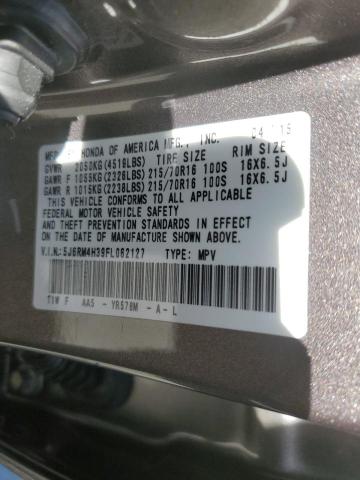 MFD BY HONDA OF AMERICA MFG., INC. 04 15
GVWR 2050KG(4519LBS) TIRE SIZE RIM SIZE
GAWR F 1055KG(2326LBS) 215/70R16 100S 16X6.5J
GAWR R 1015KG(2238LBS) 215/70R16 100S 16X6.5J
THIS VEHICLE CONFORMS TO ALL APPLICABLE
FEDERAL MOTOR VEHICLE SAFETY AND THEFT
PREVENTION STANDARDS IN EFFECT ON THE DATE
OF MANUFACTURE SHOWN ABOVE.
V.I.N.:5J6RM4H39FL062127 TYPE: MPV
T1W F AA5- YR578M -A-L